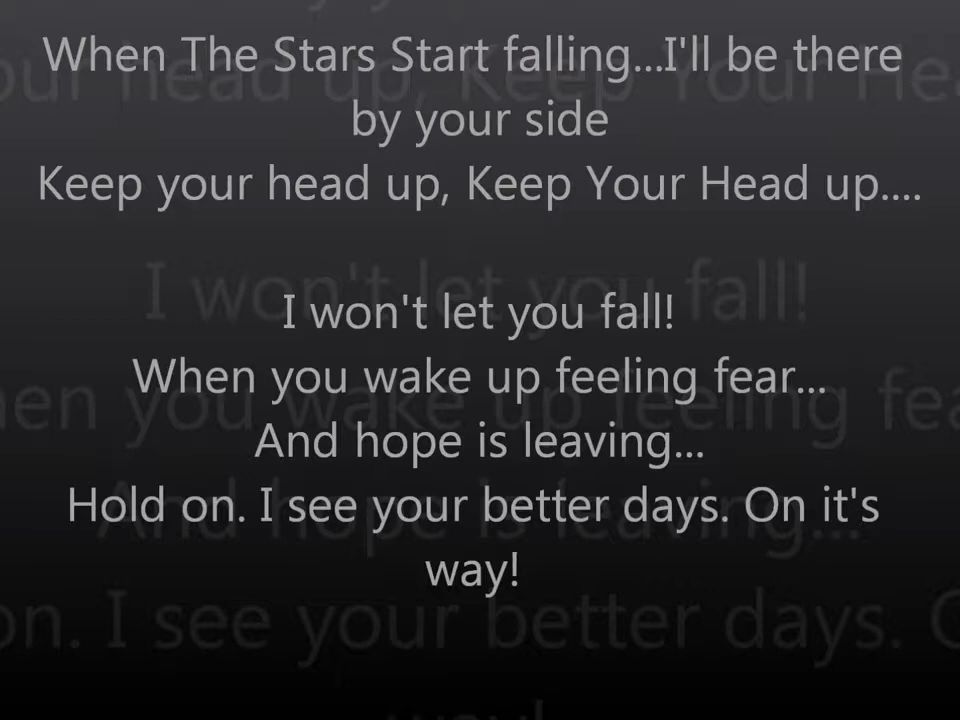 When The Stars Start falling...I'll be there
by your side
Keep your head up, Keep Your Head up....
I won't let you fall!
When you wake up feeling fear...
And hope is leaving...
Hold on. I see your better days. On it's
way!